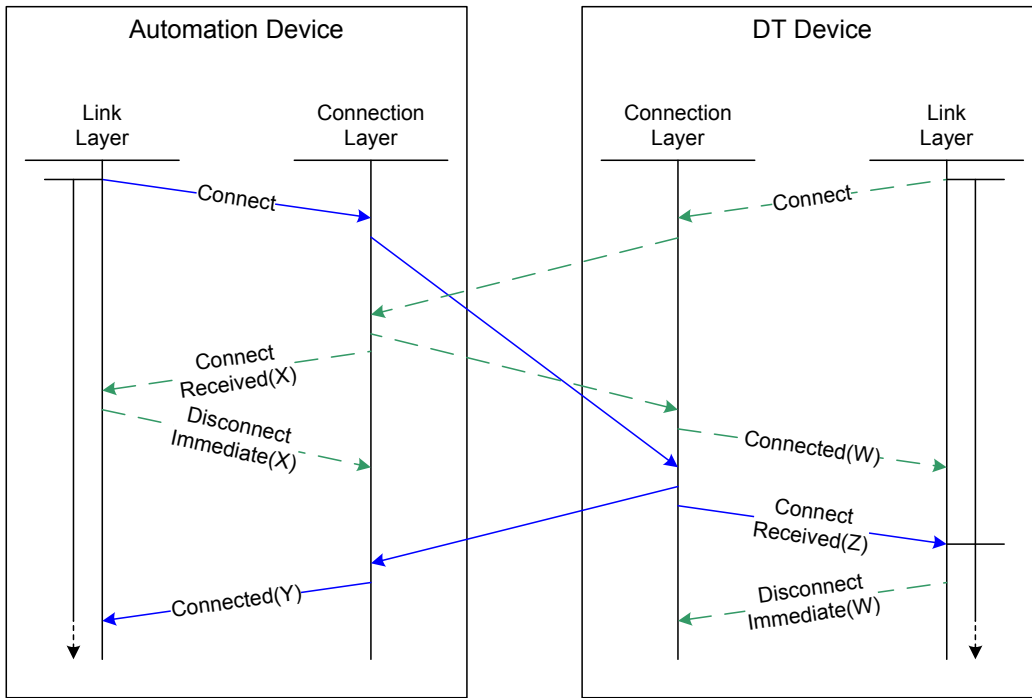 Automation Device
DT Device
Link
Layer
Connection
Layer
Connection
Layer
Link
Layer
Connect
Connect
Connect
Received(X)
Disconnect
Immediate(X)
Connected(W)
Connect
Received(Z)
Connected(Y)
Disconnect
Immediate(W)